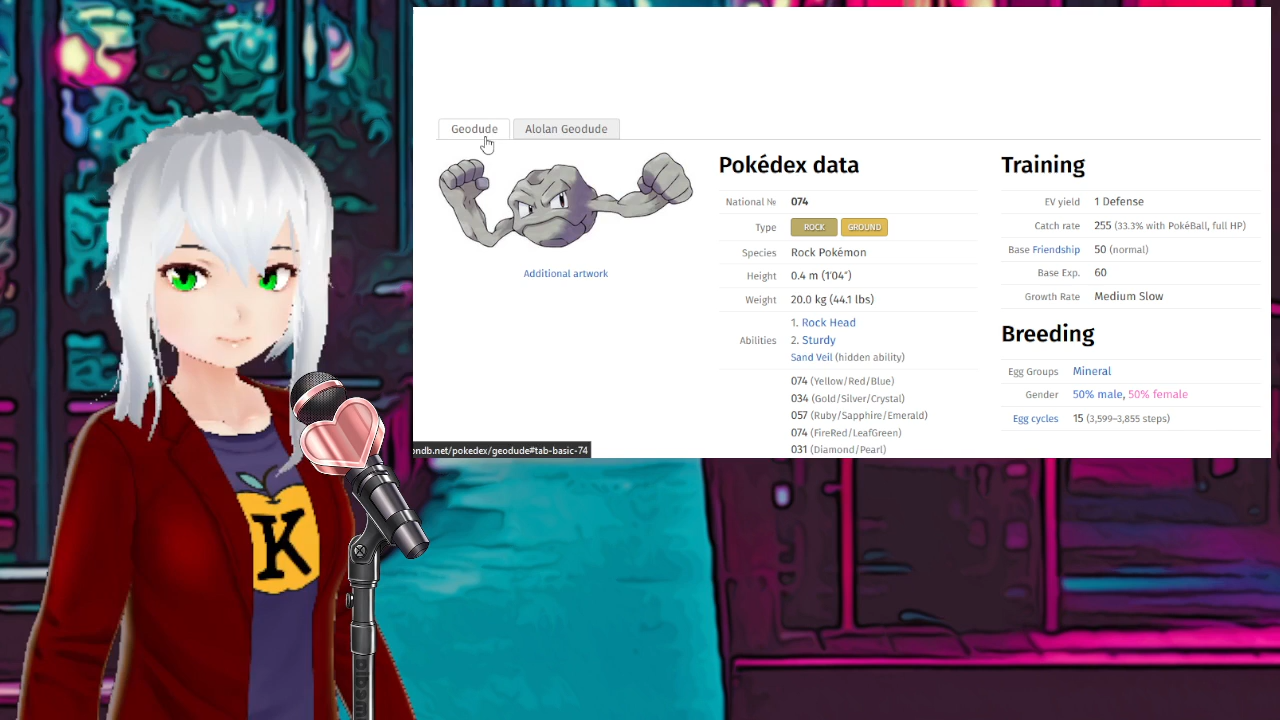 Geodude
Alolan Geodude
Additional artwork
Pokédex data
National № 074
Type ROCK GROUND
Species Rock Pokémon
Height 0.4 m (1′04″)
Weight 20.0 kg (44.1 lbs)
Abilities 1. Rock Head
2. Sturdy
Sand Veil (hidden ability)
074 (Yellow/Red/Blue)
034 (Gold/Silver/Crystal)
057 (Ruby/Sapphire/Emerald)
074 (FireRed/LeafGreen)
031 (Diamond/Pearl)
Training
EV yield 1 Defense
Catch rate 255 (33.3% with PokéBall, full HP)
Base Friendship 50 (normal)
Base Exp. 60
Growth Rate Medium Slow
Breeding
Egg Groups Mineral
Gender 50% male, 50% female
Egg cycles 15 (3,599–3,855 steps)
ndb.net/pokedex/geodude#tab-basic-74
K